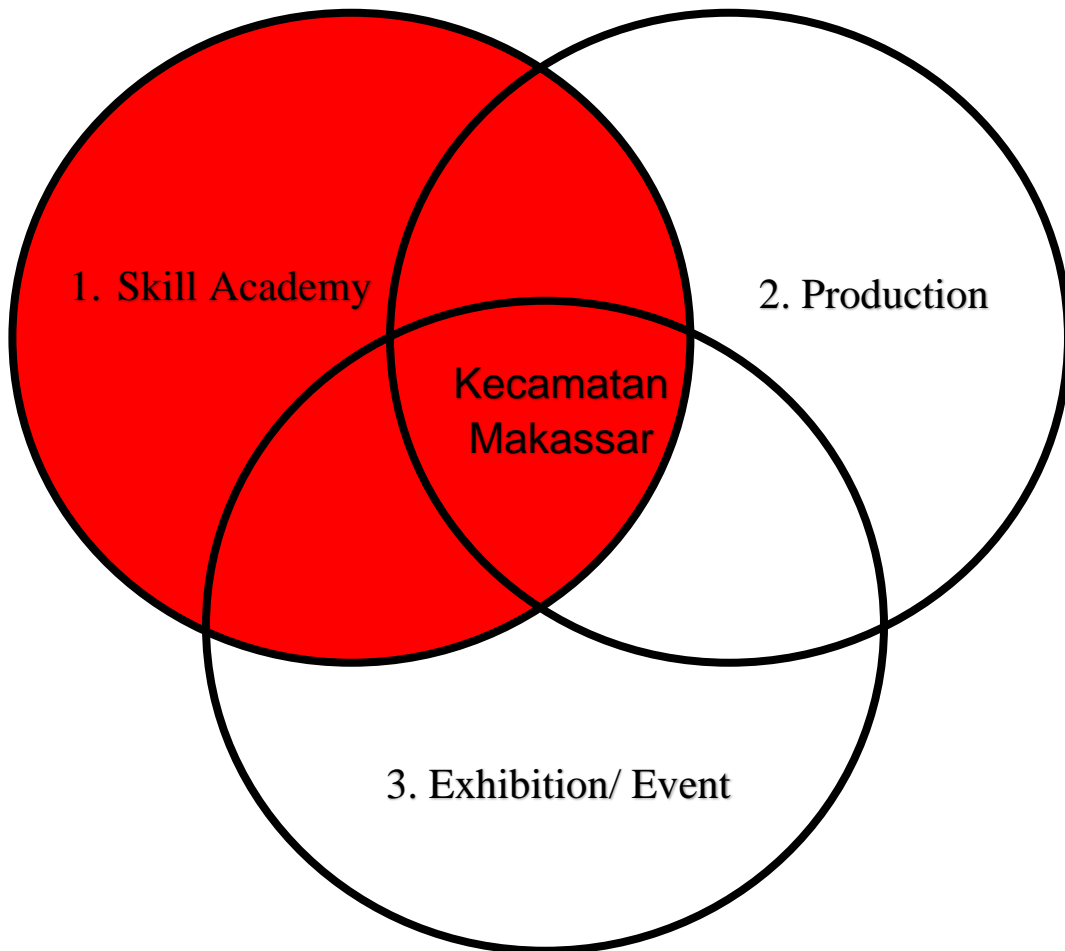 1. Skill Academy
2. Production
Kecamatan
Makassar
3. Exhibition/ Event